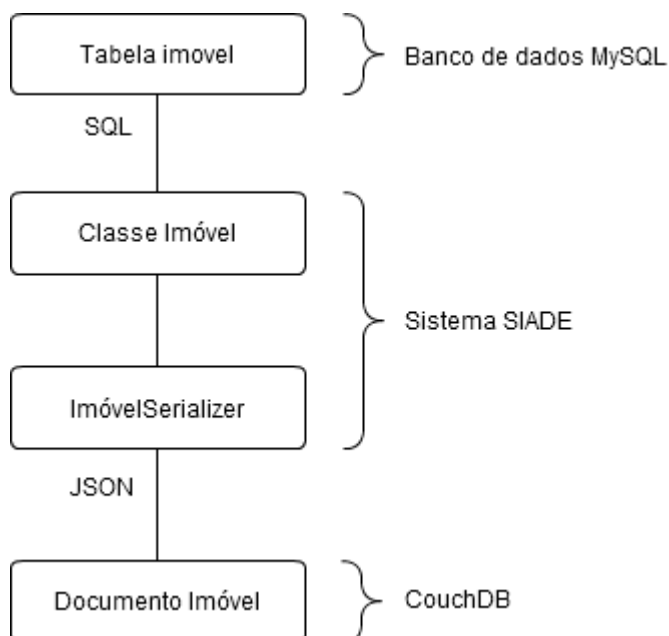 Tabela imovel
Banco de dados MySQL
SQL
Classe Imóvel
Sistema SIADE
ImóvelSerializer
JSON
Documento Imóvel
CouchDB